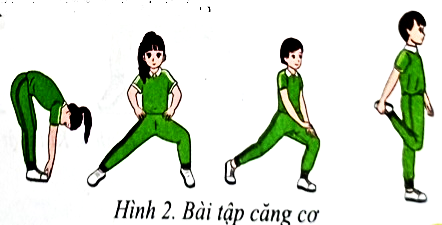 Hình 2. Bài tập căng cơ